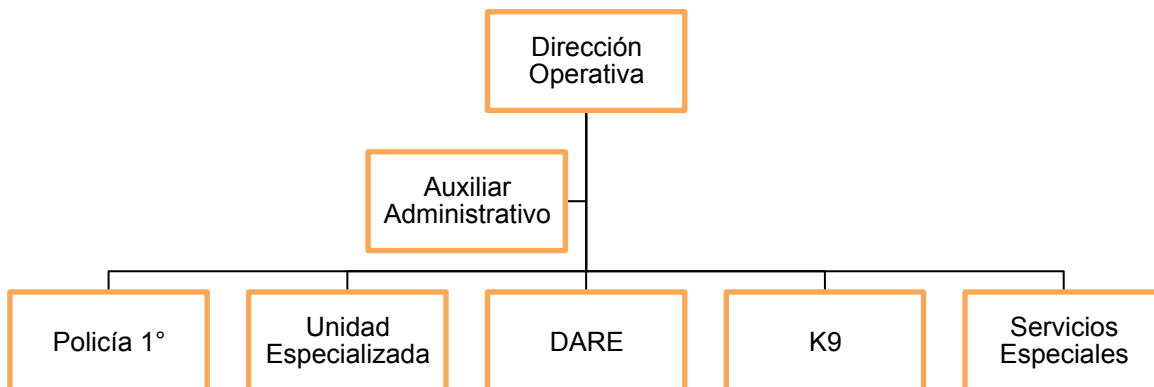 Dirección
Operativa
Auxiliar
Administrativo
Policía 1°
Unidad
Especializada
DARE
K9
Servicios
Especiales